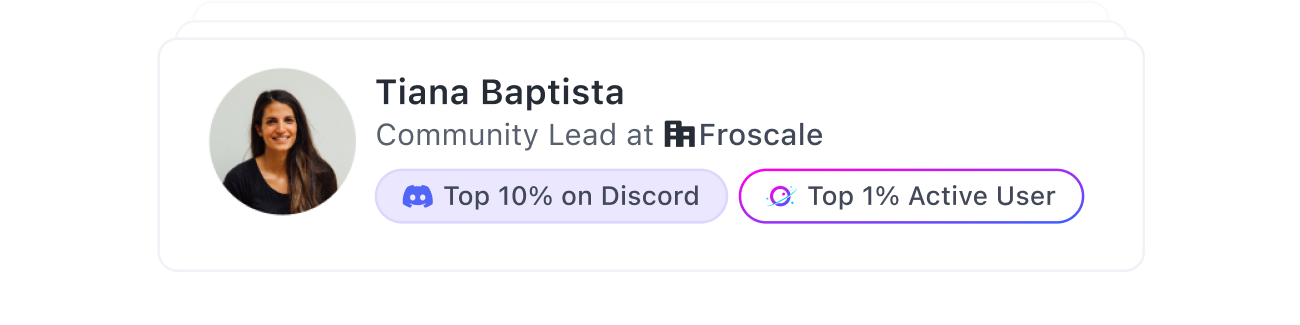 Tiana Baptista
Community Lead at Froscale
Top 10% on Discord
Top 1% Active User